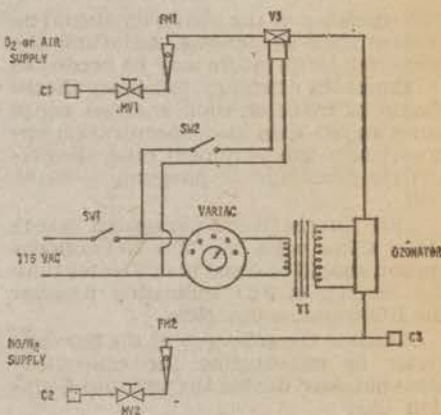 FM1
V3
O₂ or AIR
SUPPLY
C1
MV1
SW2
SW1
VARIAC
115 VAC
OZONATOR
T1
FM2
NO/N₂
SUPPLY
C3
C2
MV2